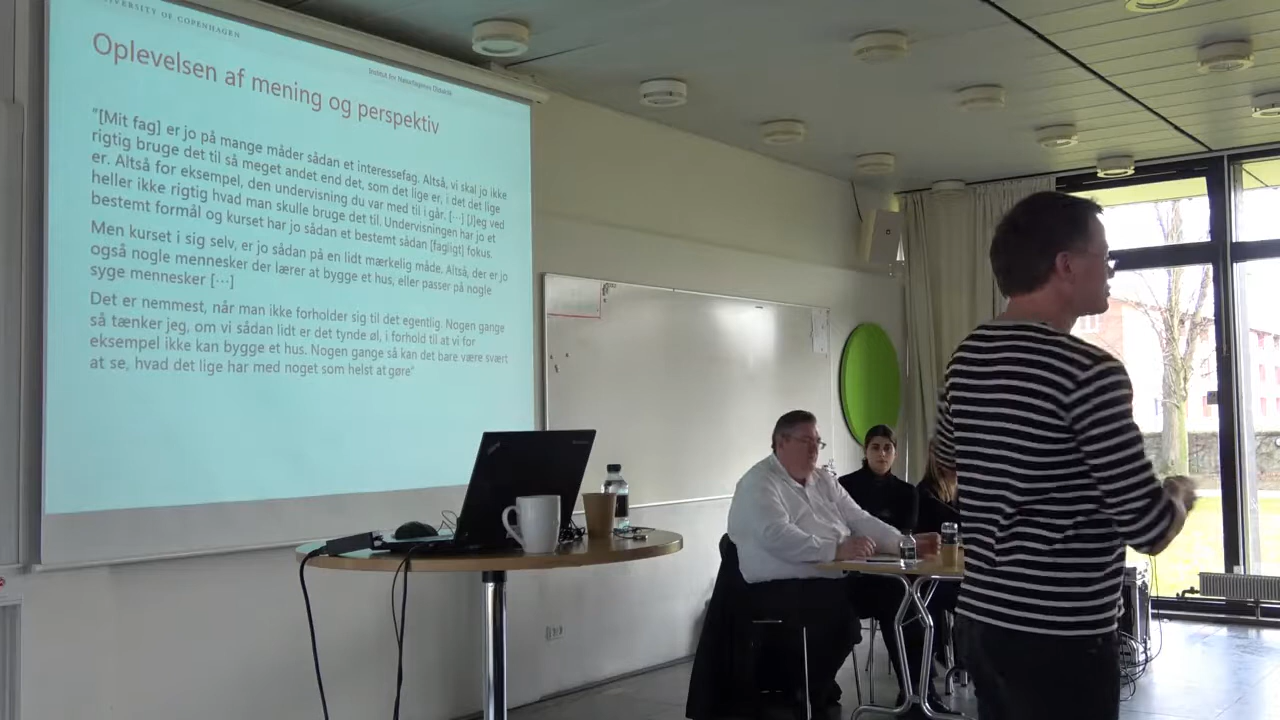 UNIVERSITY OF COPENHAGEN
Institut for Naturfagenes Didaktik
Oplevelsen af mening og perspektiv
"[Mit fag] er jo på mange måder sådan et interessefag. Altså, vi skal jo ikke
rigtig bruge det til så meget andet end det, som det lige er, i det det lige
er. Altså for eksempel, den undervisning du var med til i går. [...] [J]eg ved
heller ikke rigtig hvad man skulle bruge det til. Undervisningen har jo et
bestemt formål og kurset har jo sådan et bestemt sådan [fagligt] fokus.
Men kurset i sig selv, er jo sådan på en lidt mærkelig måde. Altså, der er jo
også nogle mennesker der lærer at bygge et hus, eller passer på nogle
syge mennesker [...]
Det er nemmest, når man ikke forholder sig til det egentlig. Nogen gange
så tænker jeg, om vi sådan lidt er det tynde øl, i forhold til at vi for
eksempel ikke kan bygge et hus. Nogen gange så kan det bare være svært
at se, hvad det lige har med noget som helst at gøre"